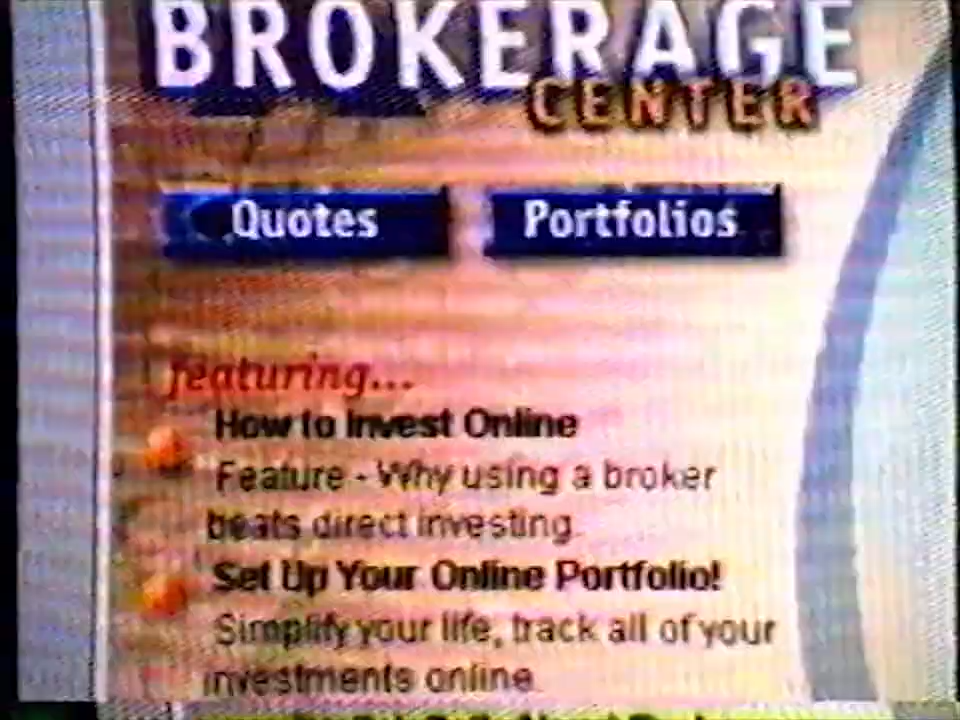 BROKERAGE
CENTER
Quotes Portfolios
featuring...
How to Invest Online
Feature - Why using a broker
beats direct investing.
Set Up Your Online Portfolio!
Simplify your life, track all of your
investments online.